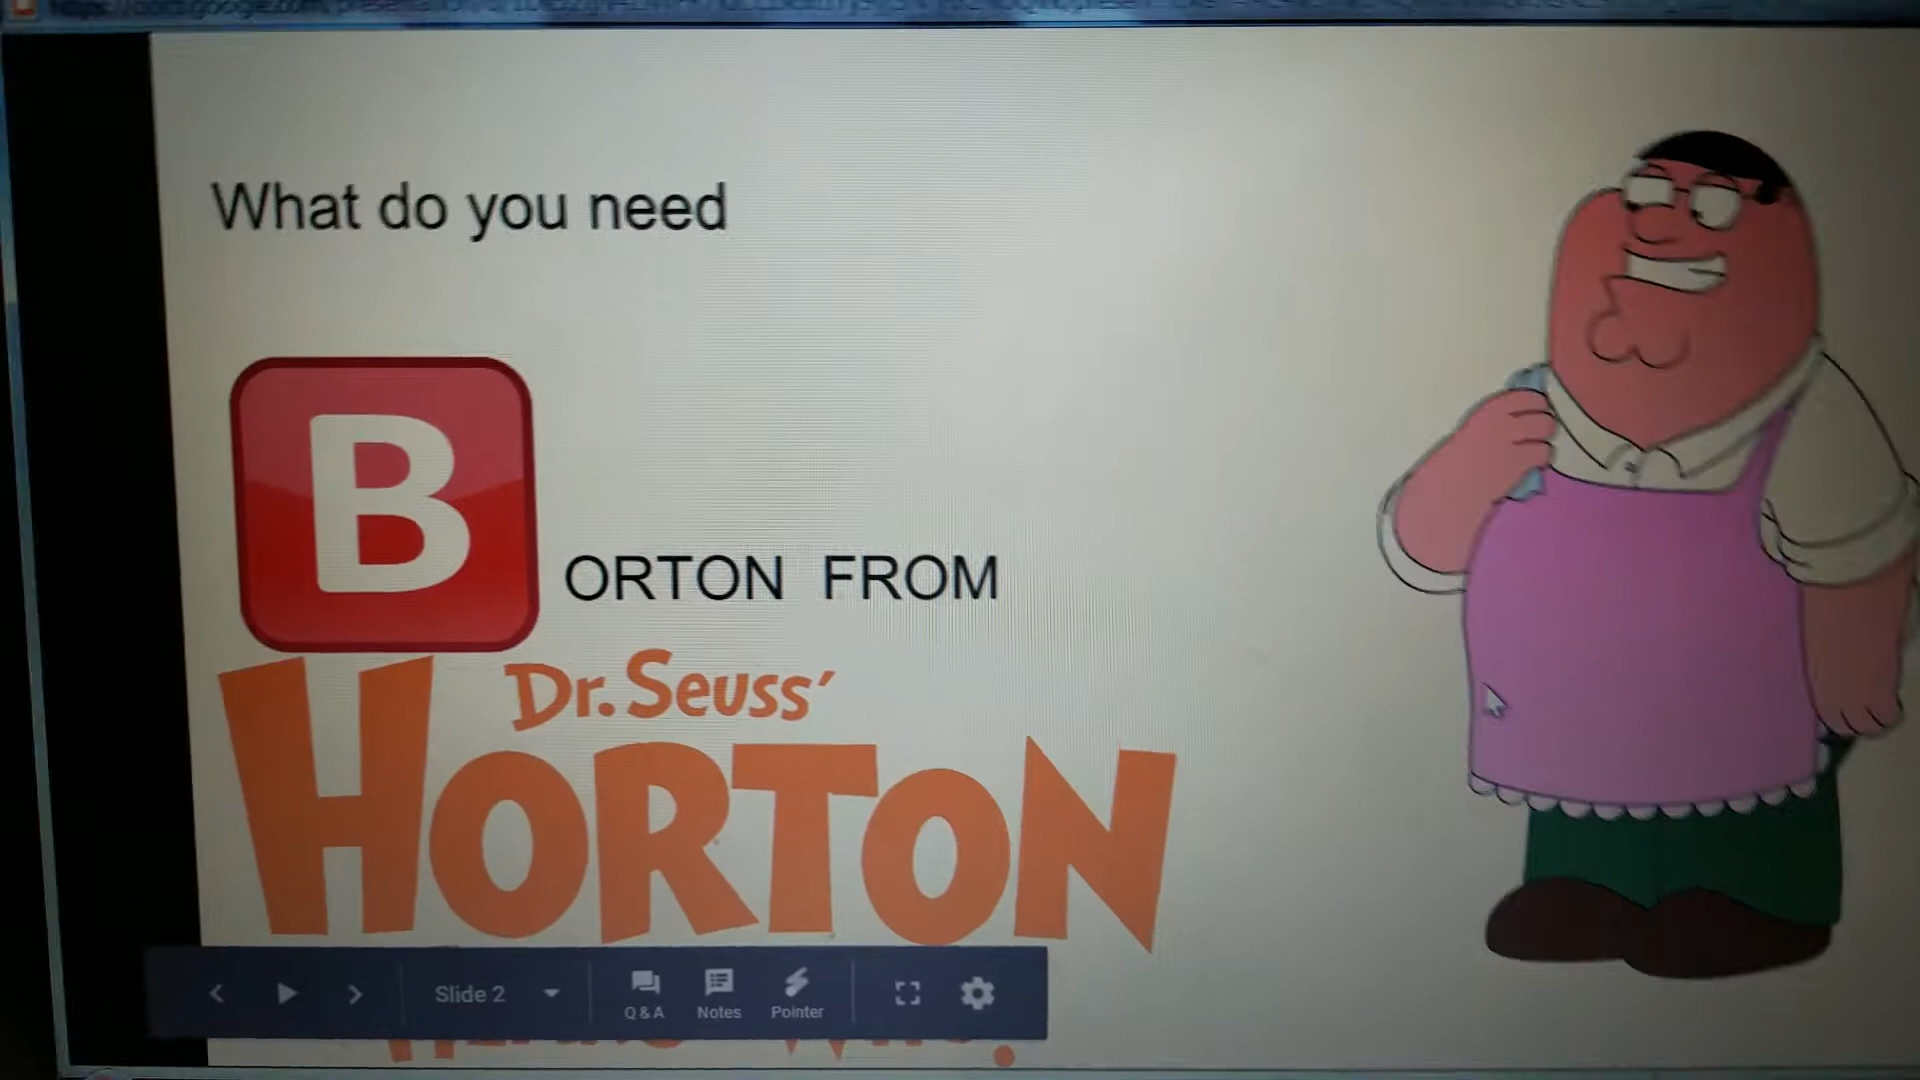 What do you need
B
ORTON FROM
Dr. Seuss'
HORTON
Slide 2
Q & A
Notes
Pointer